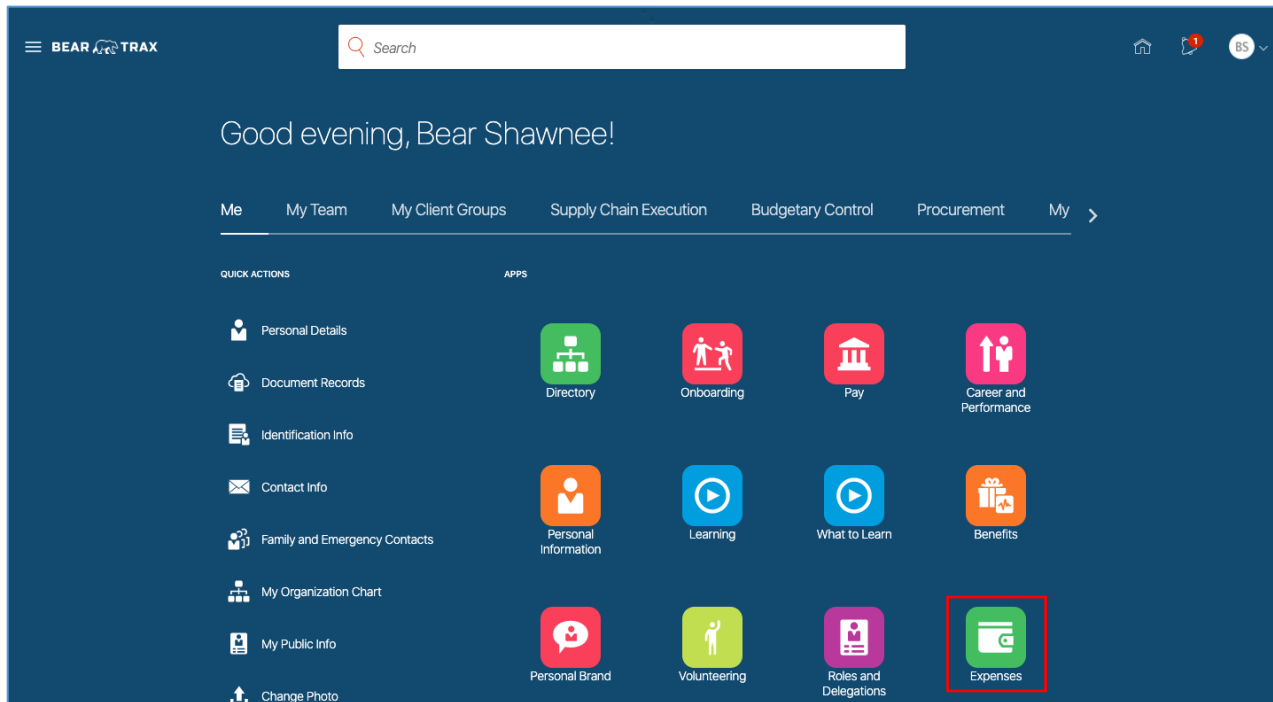 BEAR TRAX
Search
1
BS
Good evening, Bear Shawnee!
Me My Team My Client Groups Supply Chain Execution Budgetary Control Procurement My
QUICK ACTIONS
APPS
Personal Details
Document Records
Identification Info
Contact Info
Family and Emergency Contacts
My Organization Chart
My Public Info
Change Photo
Directory
Onboarding
Pay
Career and
Performance
Personal
Information
Learning
What to Learn
Benefits
Personal Brand
Volunteering
Roles and
Delegations
Expenses